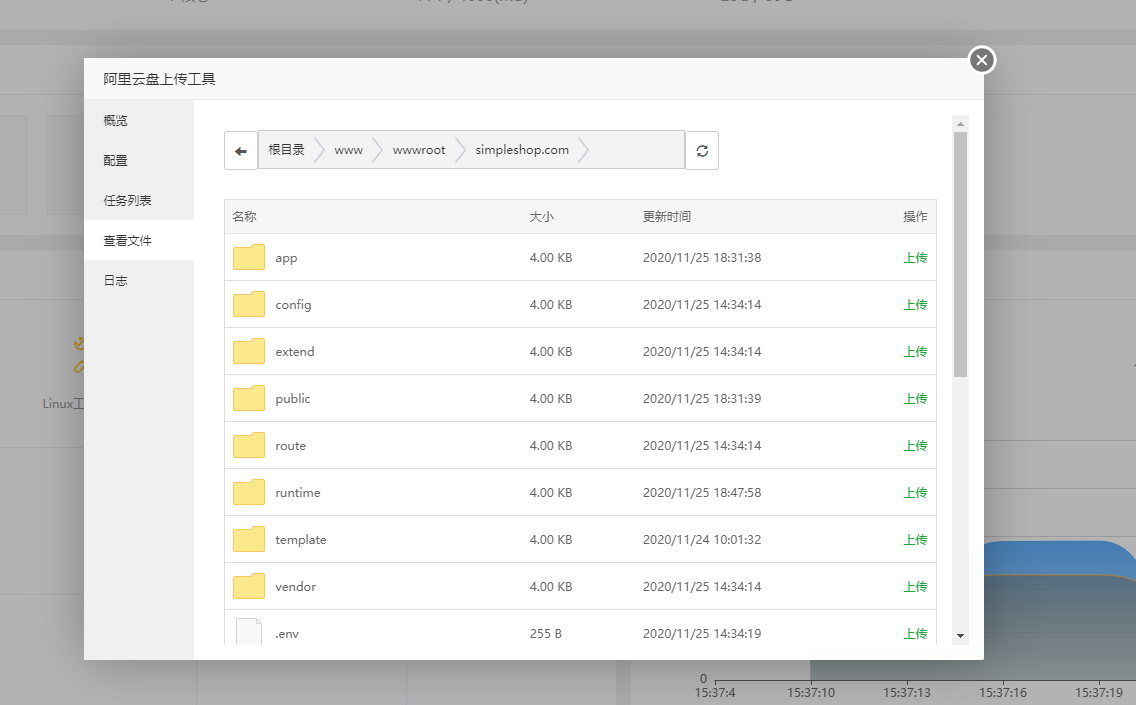 阿里云盘上传工具
概览
配置
任务列表
查看文件
日志
根目录 www wwwroot simpleshop.com
名称 大小 更新时间 操作
app 4.00 KB 2020/11/25 18:31:38 上传
config 4.00 KB 2020/11/25 14:34:14 上传
extend 4.00 KB 2020/11/25 14:34:14 上传
public 4.00 KB 2020/11/25 18:31:39 上传
route 4.00 KB 2020/11/25 14:34:14 上传
runtime 4.00 KB 2020/11/25 18:47:58 上传
template 4.00 KB 2020/11/24 10:01:32 上传
vendor 4.00 KB 2020/11/25 14:34:14 上传
.env 255 B 2020/11/25 14:34:19 上传
Linux工
0
15:37:4 15:37:10 15:37:13 15:37:16 15:37:19